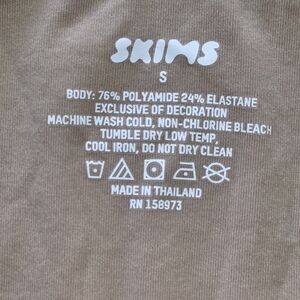 SKIMS
S
BODY: 76% POLYAMIDE 24% ELASTANE
EXCLUSIVE OF DECORATION
MACHINE WASH COLD, NON-CHLORINE BLEACH
TUMBLE DRY LOW TEMP,
COOL IRON, DO NOT DRY CLEAN
MADE IN THAILAND
RN 158973